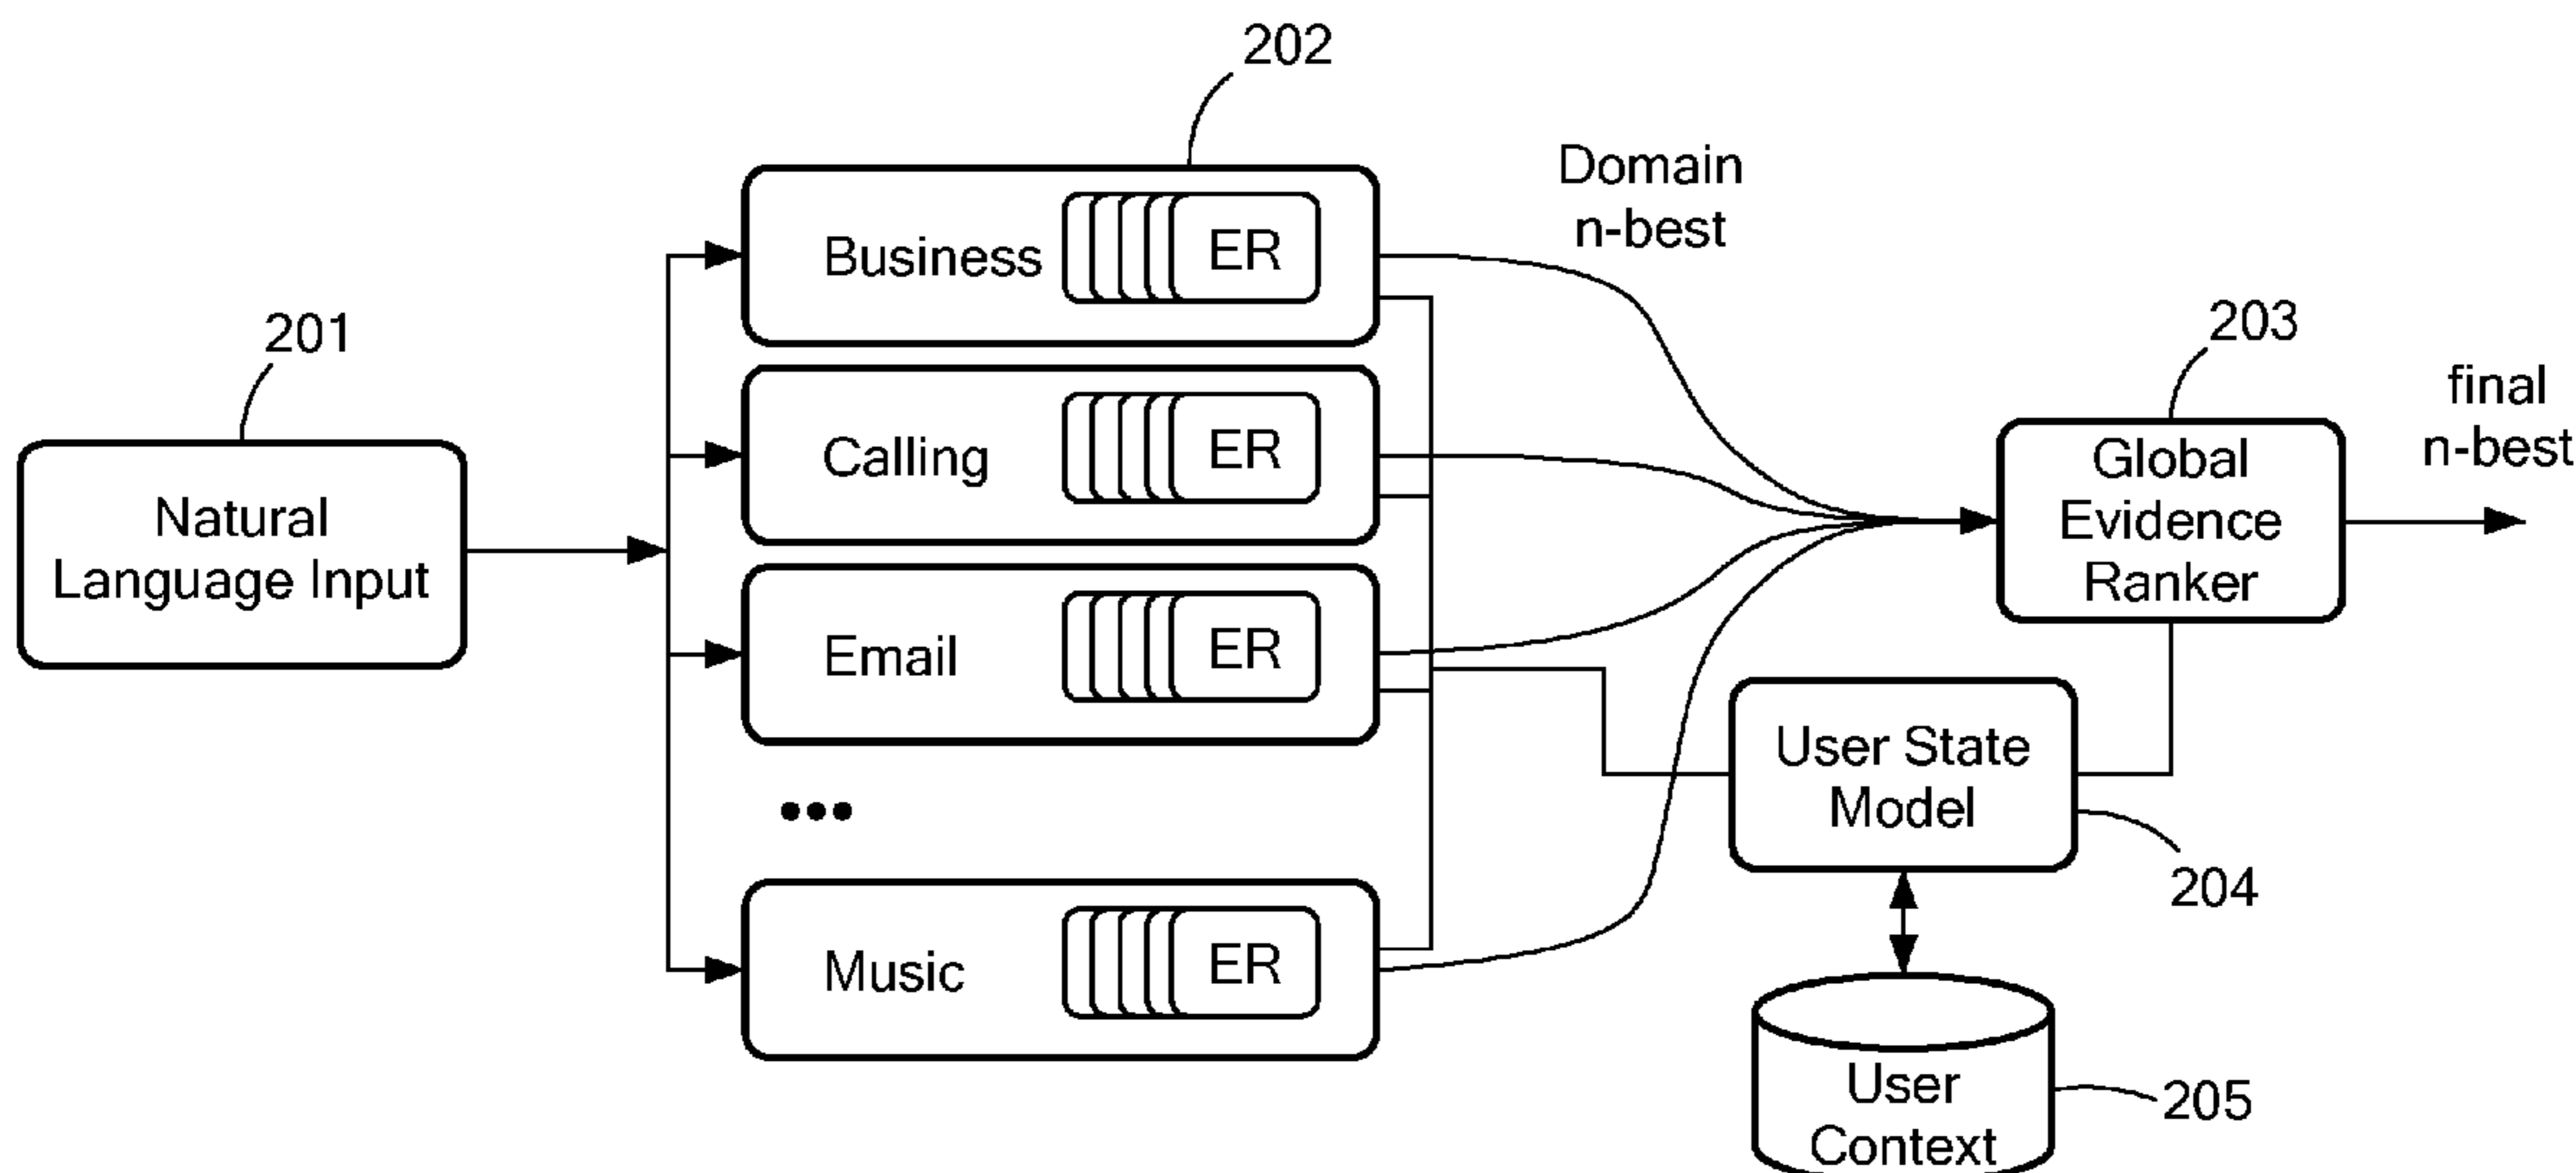 202
Domain
n-best
Business
ER
201
203
final
n-best
Calling
ER
Global
Evidence
Ranker
Natural
Language Input
Email
ER
User State
Model
•••
204
Music
ER
User
Context
205